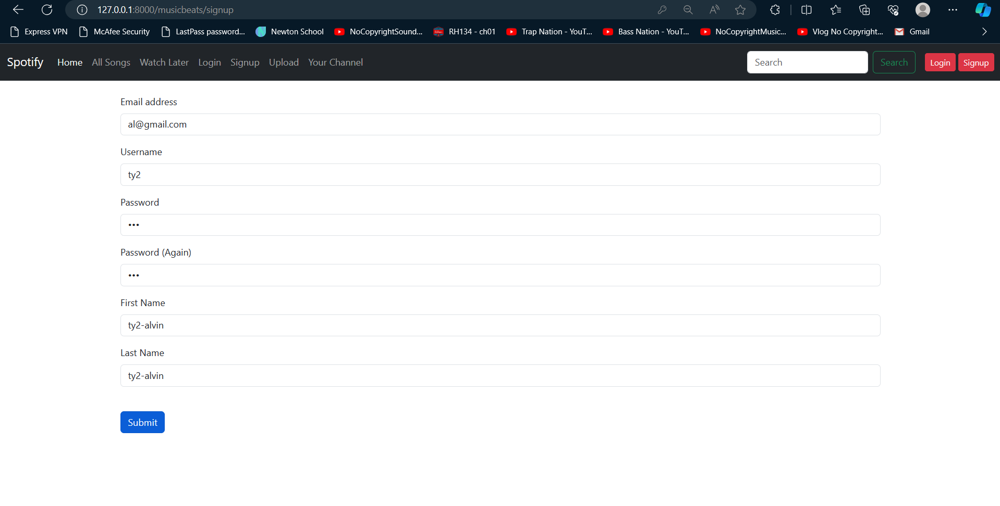 127.0.0.1:8000/musicbeats/signup
Express VPN McAfee Security LastPass password... Newton School NoCopyrightSound... RH134 - ch01 Trap Nation - YouT... Bass Nation - YouT... NoCopyrightMusic... Vlog No Copyright... Gmail
Spotify Home All Songs Watch Later Login Signup Upload Your Channel Search Search Login Signup
Email address
al@gmail.com
Username
ty2
Password
•••
Password (Again)
•••
First Name
ty2-alvin
Last Name
ty2-alvin
Submit